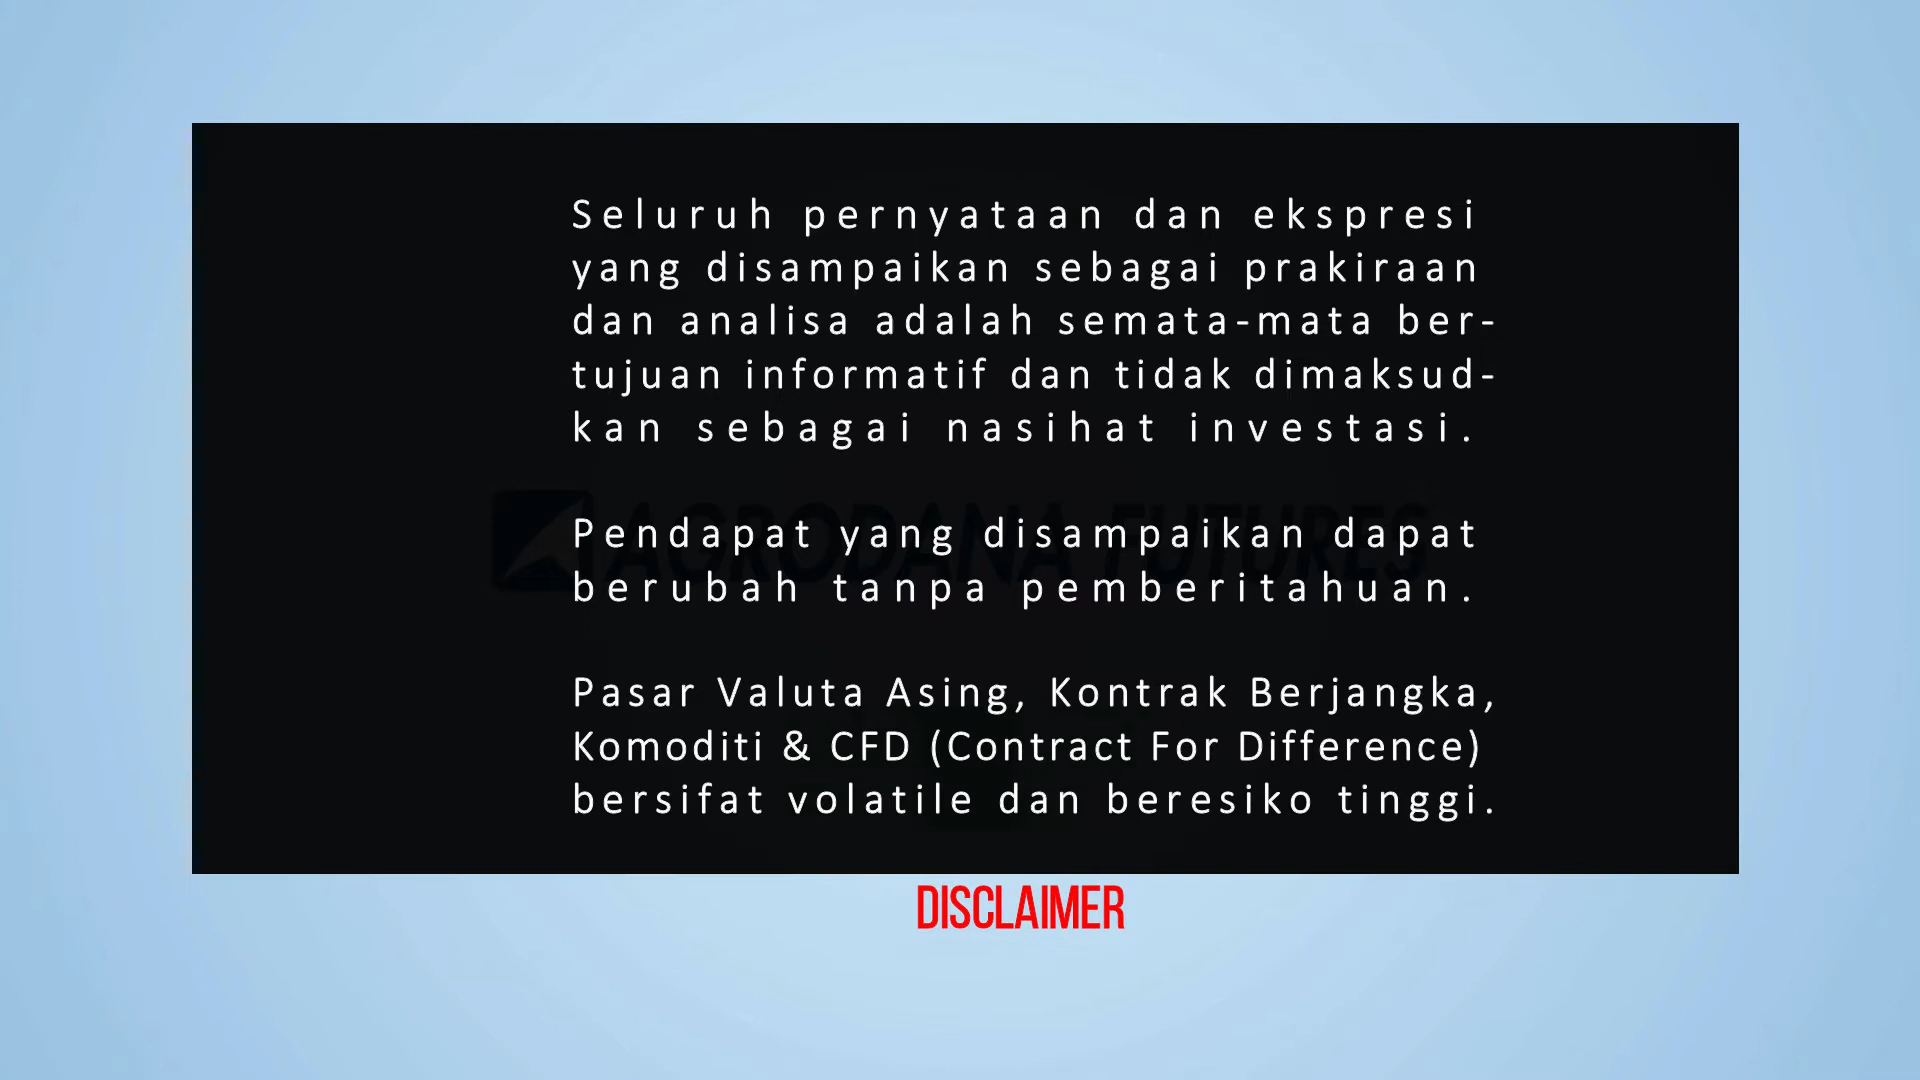 Seluruh pernyataan dan ekspresi
yang disampaikan sebagai prakiraan
dan analisa adalah semata-mata ber-
tujuan informatif dan tidak dimaksud-
kan sebagai nasihat investasi.
AGRODANA FUTURES
Pendapat yang disampaikan dapat
berubah tanpa pemberitahuan.
Pasar Valuta Asing, Kontrak Berjangka,
Komoditi & CFD (Contract For Difference)
bersifat volatile dan beresiko tinggi.
DISCLAIMER